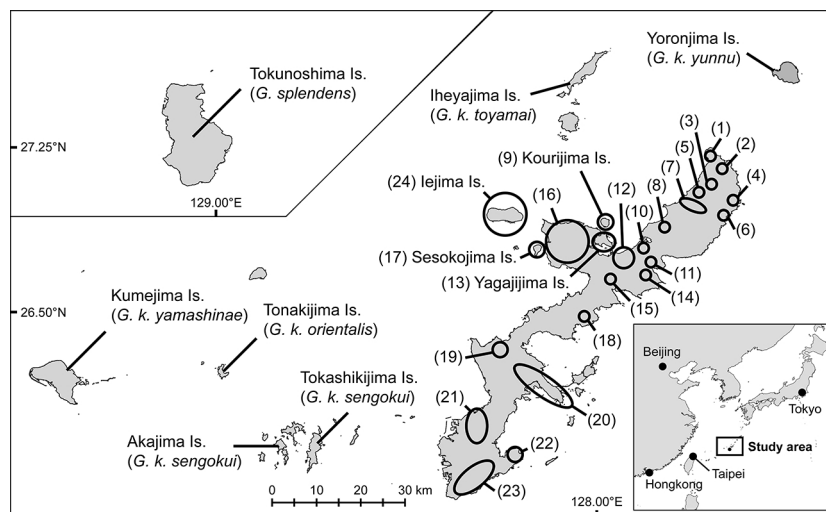 Yoronjima Is.
(G. k. yunnu)
Tokunoshima Is.
(G. splendens)
Iheyajima Is.
(G. k. toyamai)
27.25°N
129.00°E
(1)
(2)
(3)
(4)
(5)
(6)
(7)
(8)
(9) Kourijima Is.
(10)
(11)
(12)
(24) Iejima Is.
(16)
(17) Sesokojima Is.
(13) Yagajijima Is.
(14)
(15)
(18)
(19)
(20)
(21)
(22)
(23)
26.50°N
Kumejima Is.
(G. k. yamashinae)
Tonakijima Is.
(G. k. orientalis)
Tokashikijima Is.
(G. k. sengokui)
Akajima Is.
(G. k. sengokui)
0 10 20 30 km
128.00°E
Beijing
Tokyo
Study area
Taipei
Hongkong